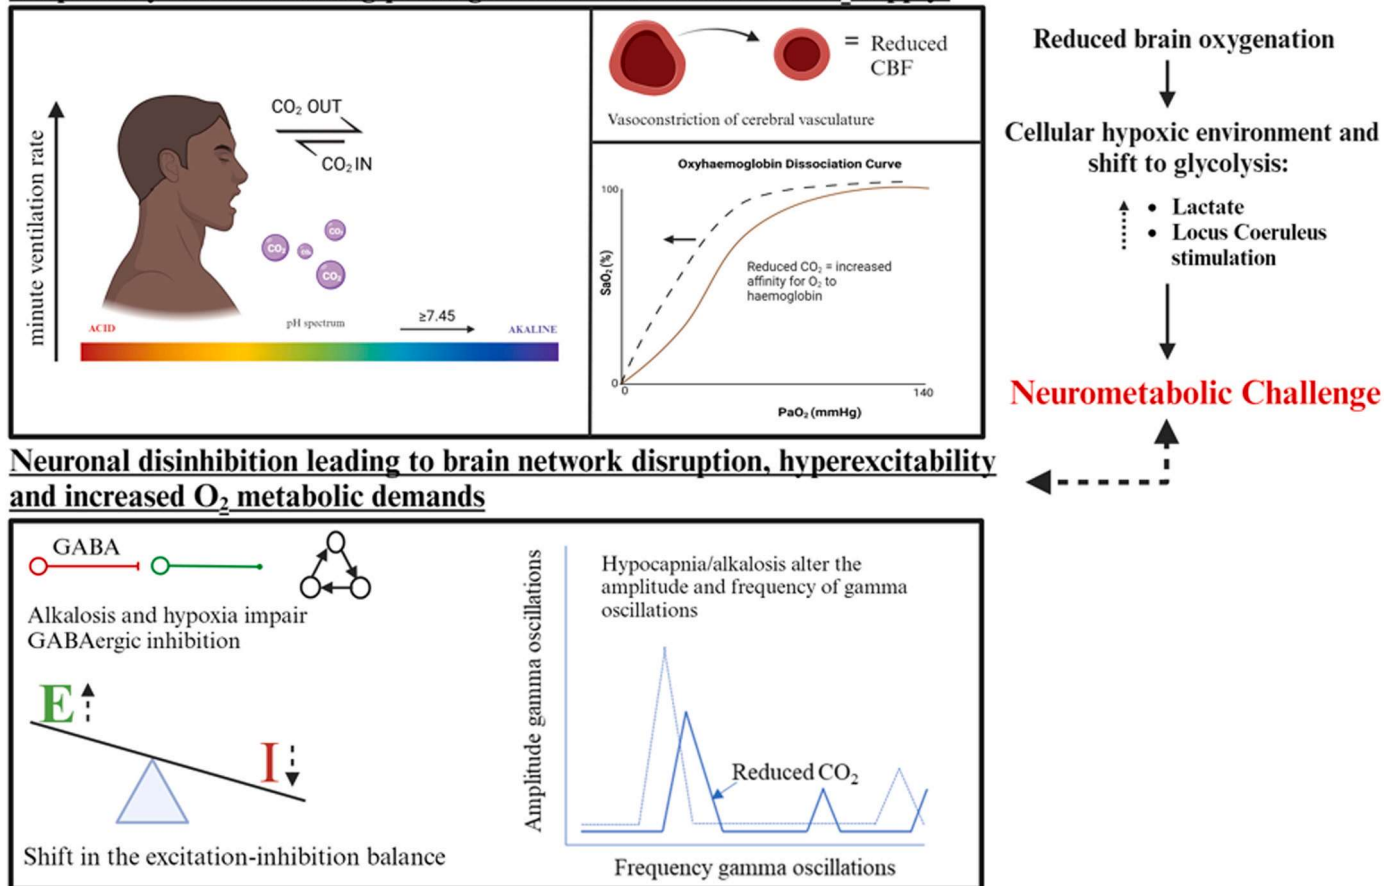 minute ventilation rate
CO₂ OUT
CO₂ IN
CO₂
CO₂
CO₂
CO₂
pH spectrum
≥7.45
ACID
AKALINE
= Reduced
CBF
Vasoconstriction of cerebral vasculature
Oxyhaemoglobin Dissociation Curve
100
SaO₂ (%)
Reduced CO₂ = increased
affinity for O₂ to
haemoglobin
0
0
140
PaO₂ (mmHg)
Reduced brain oxygenation
Cellular hypoxic environment and
shift to glycolysis:
• Lactate
• Locus Coeruleus
stimulation
Neurometabolic Challenge
Neuronal disinhibition leading to brain network disruption, hyperexcitability
and increased O₂ metabolic demands
GABA
Alkalosis and hypoxia impair
GABAergic inhibition
E
I
Shift in the excitation-inhibition balance
Amplitude gamma oscillations
Hypocapnia/alkalosis alter the
amplitude and frequency of gamma
oscillations
Reduced CO₂
Frequency gamma oscillations